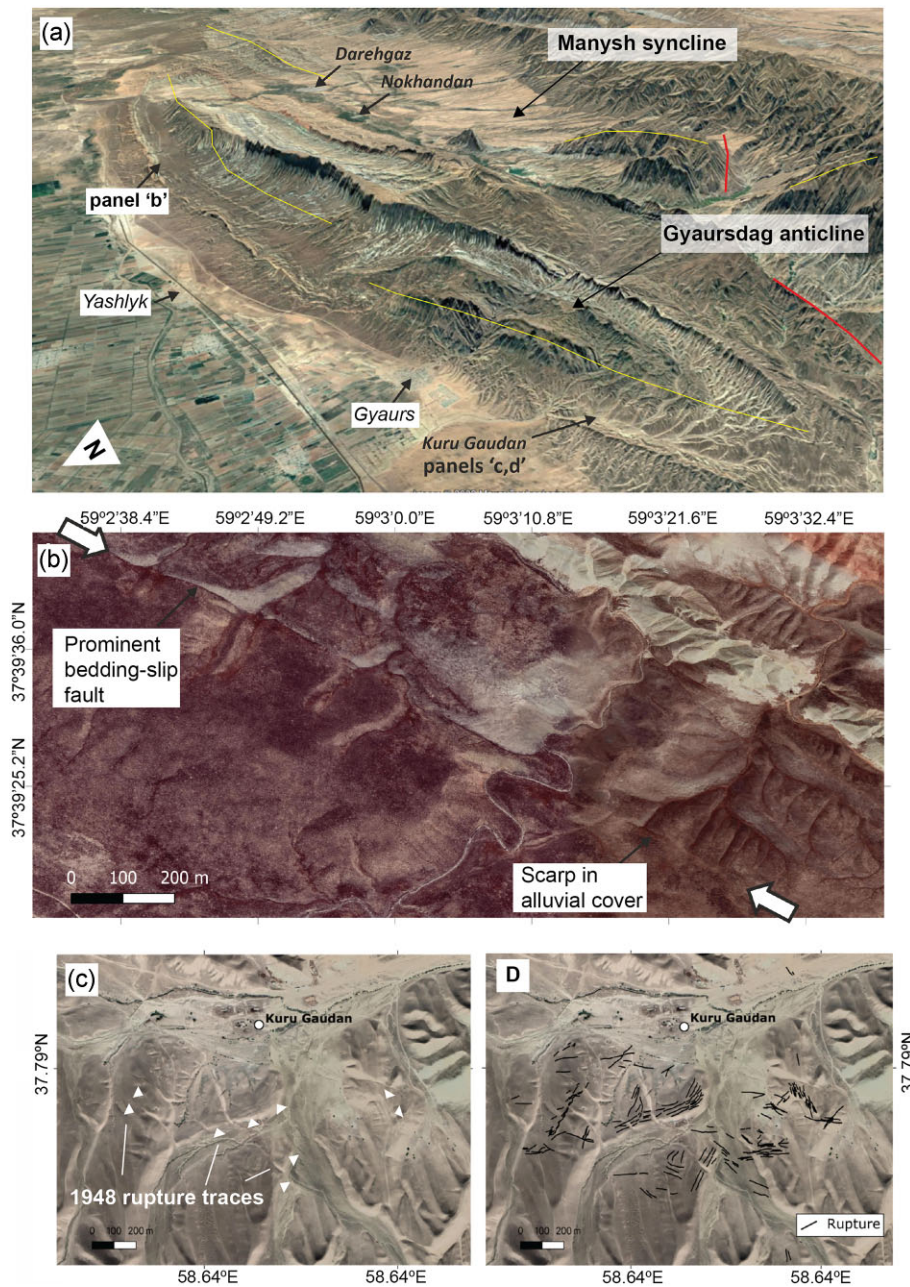 (a)
Manysh syncline
Darehgaz
Nokhandan
panel ‘b’
Gyaursdag anticline
Yashlyk
Gyaurs
Kuru Gaudan
panels ‘c,d’
N
59º2’38.4”E 59º2’49.2”E 59º3’0.0”E 59º3’10.8”E 59º3’21.6”E 59º3’32.4”E
(b)
Prominent
bedding-slip
fault
37º39’36.0”N
37º39’25.2”N
0 100 200 m
Scarp in
alluvial cover
(c)
Kuru Gaudan
37.79ºN
1948 rupture traces
0 100 200 m
58.64ºE 58.64ºE
D
Kuru Gaudan
37.79ºN
Rupture
0 100 200 m
58.64ºE 58.64ºE